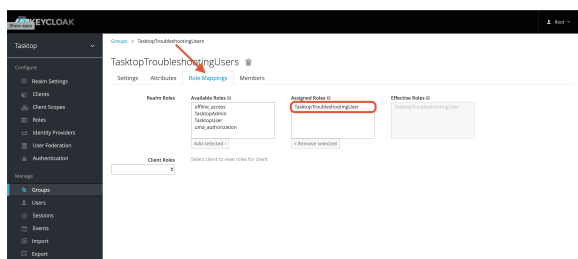 Show apps
KEYCLOAK
Root
Tasktop
Configure
Realm Settings
Clients
Client Scopes
Roles
Identity Providers
User Federation
Authentication
Manage
Groups
Users
Sessions
Events
Import
Export
Groups > TasktopTroubleshootingUsers
TasktopTroubleshootingUsers
Settings Attributes Role Mappings Members
Realm Roles
Available Roles
offline_access
TasktopAdmin
TasktopUser
uma_authorization
Add selected ›
Assigned Roles
TasktopTroubleshootingUser
« Remove selected
Effective Roles
TasktopTroubleshootingUser
Client Roles
Select client to view roles for client